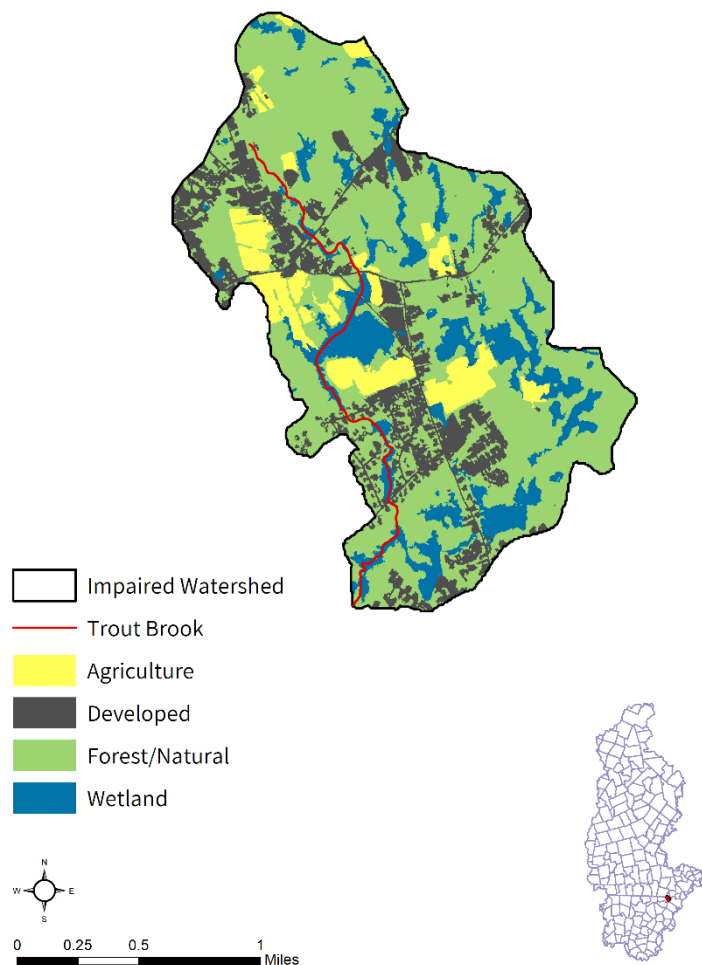 Impaired Watershed
Trout Brook
Agriculture
Developed
Forest/Natural
Wetland
N
W E
S
0 0.25 0.5 1
Miles